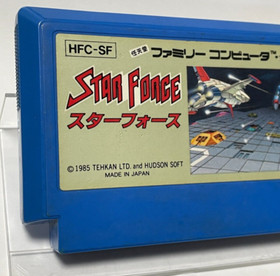 HFC-SF
任天堂 ファミリー コンピュータ
STAR FORCE
スターフォース
©1985 TEHKAN LTD. and HUDSON SOFT
MADE IN JAPAN